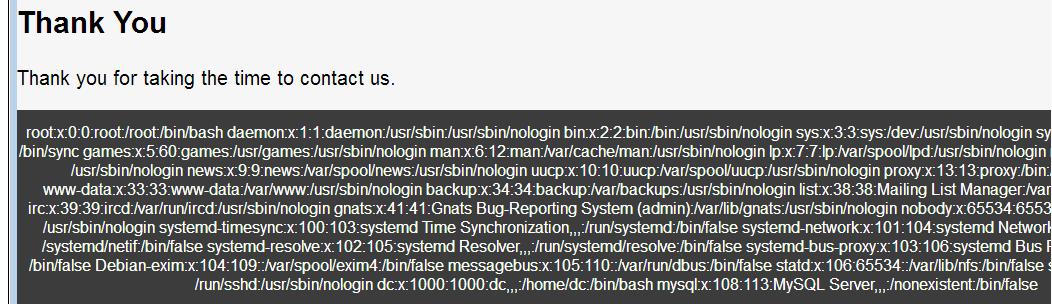 Thank You
Thank you for taking the time to contact us.
root:x:0:0:root:/root:/bin/bash daemon:x:1:1:daemon:/usr/sbin:/usr/sbin/nologin bin:x:2:2:bin:/bin:/usr/sbin/nologin sys:x:3:3:sys:/dev:/usr/sbin/nologin sy
/bin/sync games:x:5:60:games:/usr/games:/usr/sbin/nologin man:x:6:12:man:/var/cache/man:/usr/sbin/nologin lp:x:7:7:lp:/var/spool/lpd:/usr/sbin/nologin
/usr/sbin/nologin news:x:9:9:news:/var/spool/news:/usr/sbin/nologin uucp:x:10:10:uucp:/var/spool/uucp:/usr/sbin/nologin proxy:x:13:13:proxy:/bin:
www-data:x:33:33:www-data:/var/www:/usr/sbin/nologin backup:x:34:34:backup:/var/backups:/usr/sbin/nologin list:x:38:38:Mailing List Manager:/var
irc:x:39:39:ircd:/var/run/ircd:/usr/sbin/nologin gnats:x:41:41:Gnats Bug-Reporting System (admin):/var/lib/gnats:/usr/sbin/nologin nobody:x:65534:6553
/usr/sbin/nologin systemd-timesync:x:100:103:systemd Time Synchronization,,,:/run/systemd:/bin/false systemd-network:x:101:104:systemd Network
/systemd/netif:/bin/false systemd-resolve:x:102:105:systemd Resolver,,,:/run/systemd/resolve:/bin/false systemd-bus-proxy:x:103:106:systemd Bus
/bin/false Debian-exim:x:104:109::/var/spool/exim4:/bin/false messagebus:x:105:110::/var/run/dbus:/bin/false statd:x:106:65534::/var/lib/nfs:/bin/false
/run/sshd:/usr/sbin/nologin dc:x:1000:1000:dc,,,:/home/dc:/bin/bash mysql:x:108:113:MySQL Server,,,:/nonexistent:/bin/false